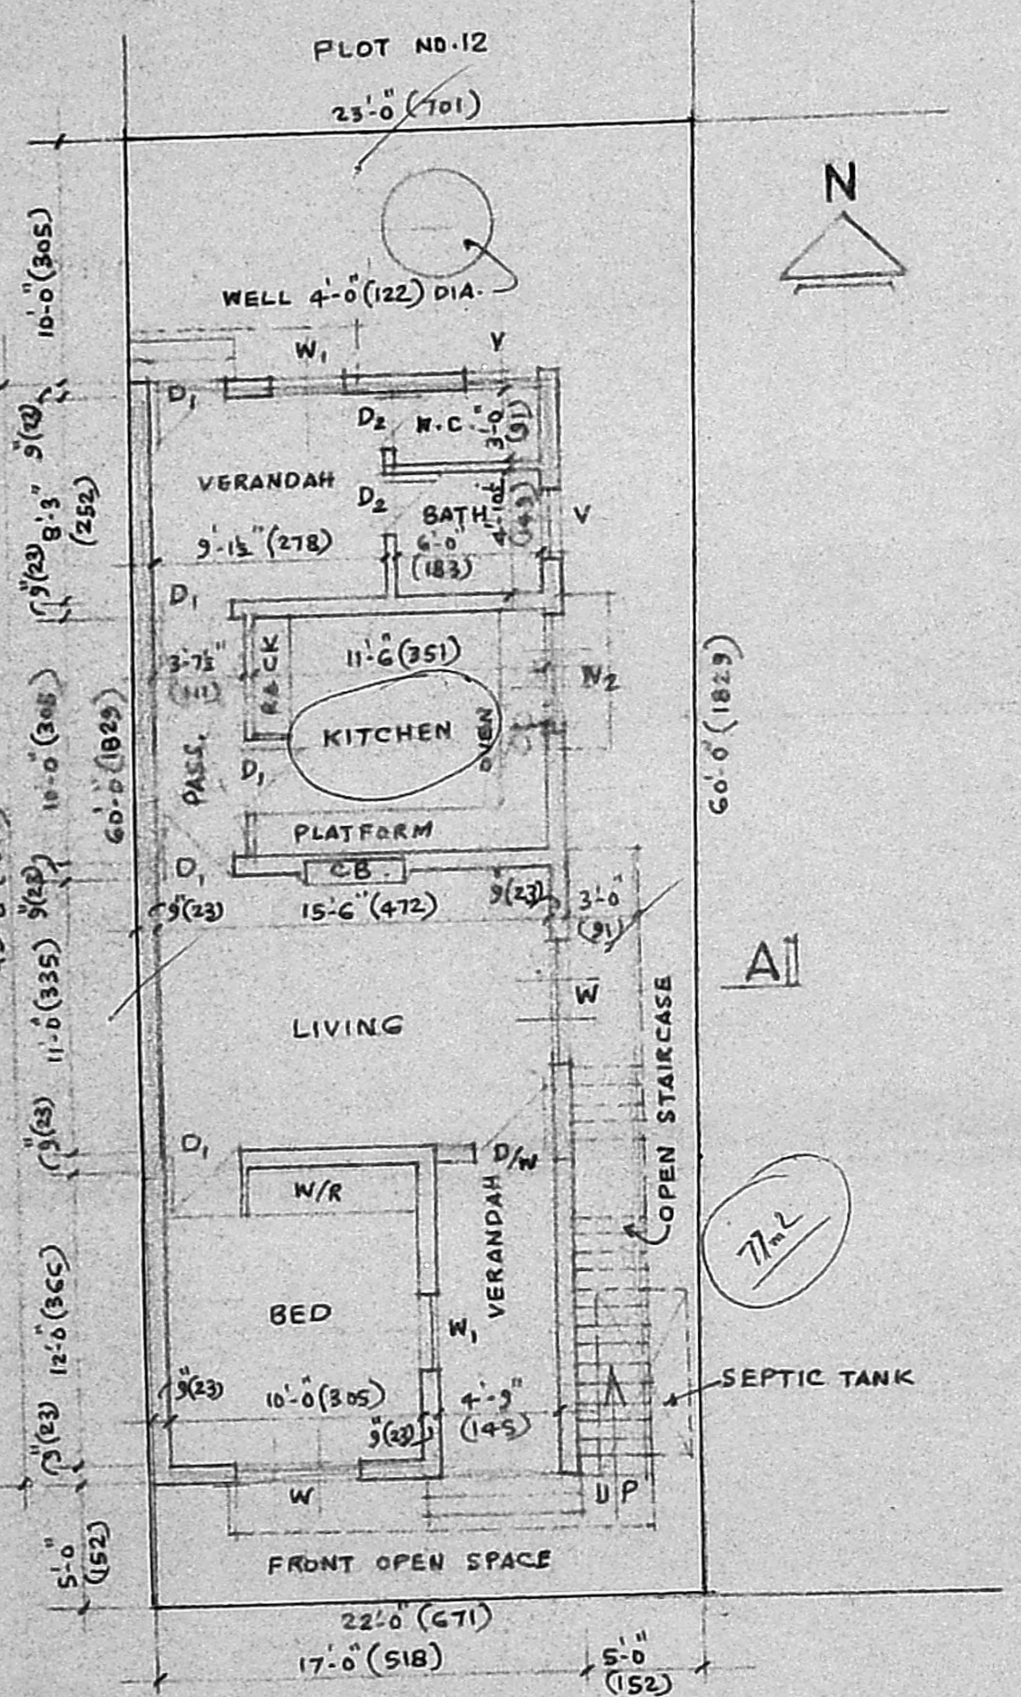 PLOT NO.12
23'-0" (701)
N
10'-0" (305)
WELL 4'-0" (122) DIA.
W1
V
D1
D2
W.C.
3'-0"
(91)
9"(23)
VERANDAH
D2
BATH
V
8'-3"
(252)
9'-1½" (278)
6'-0"
(183)
9"(23)
D1
3'-7½"
(111)
RACK
11'-6" (351)
KITCHEN
OVEN
PASS.
D1
60'-0" (1829)
60'-0" (1829)
10'-0" (305)
PLATFORM
D1
C.B.
9"(23)
9"(23)
15'-6" (472)
9"(23)
3'-0"
(91)
A
W
11'-0" (335)
LIVING
OPEN STAIRCASE
9"(23)
D1
D/W
W/R
VERANDAH
77m2
BED
W1
12'-0" (366)
SEPTIC TANK
9"(23)
10'-0" (305)
9"(23)
4'-9"
(145)
9"(23)
W
UP
5'-0"
(152)
FRONT OPEN SPACE
22'-0" (671)
17'-0" (518)
5'-0"
(152)